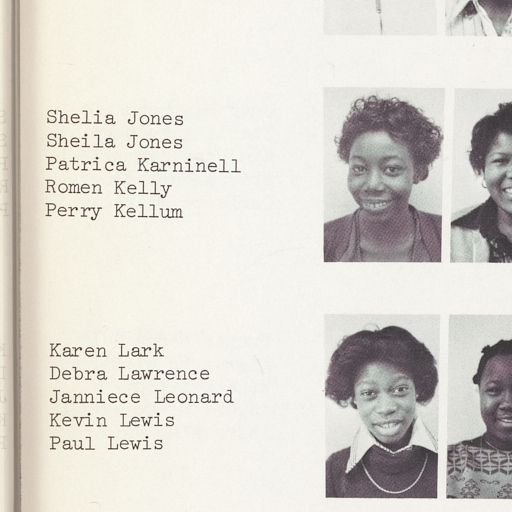 Shelia Jones
Sheila Jones
Patrica Karninell
Romen Kelly
Perry Kellum
Karen Lark
Debra Lawrence
Janniece Leonard
Kevin Lewis
Paul Lewis